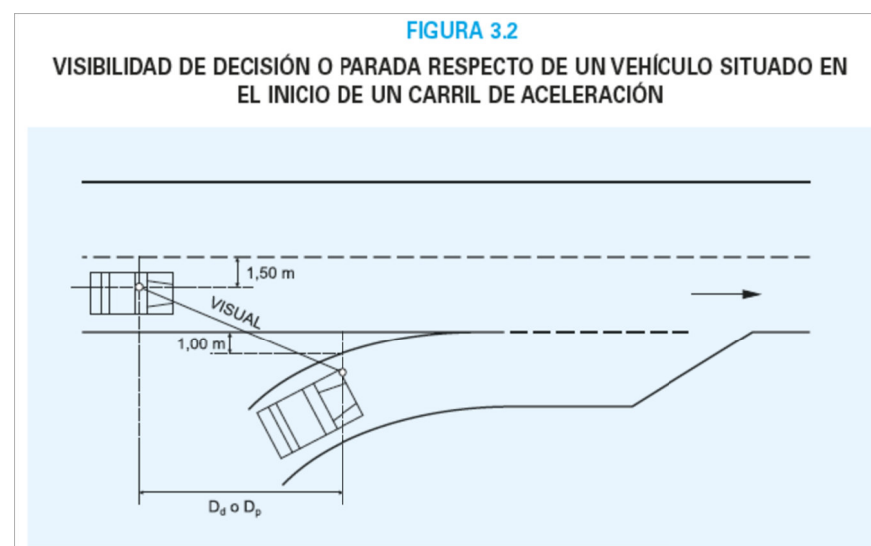 FIGURA 3.2
VISIBILIDAD DE DECISIÓN O PARADA RESPECTO DE UN VEHÍCULO SITUADO EN
EL INICIO DE UN CARRIL DE ACELERACIÓN
1,50 m
VISUAL
1,00 m
Dd o Dp